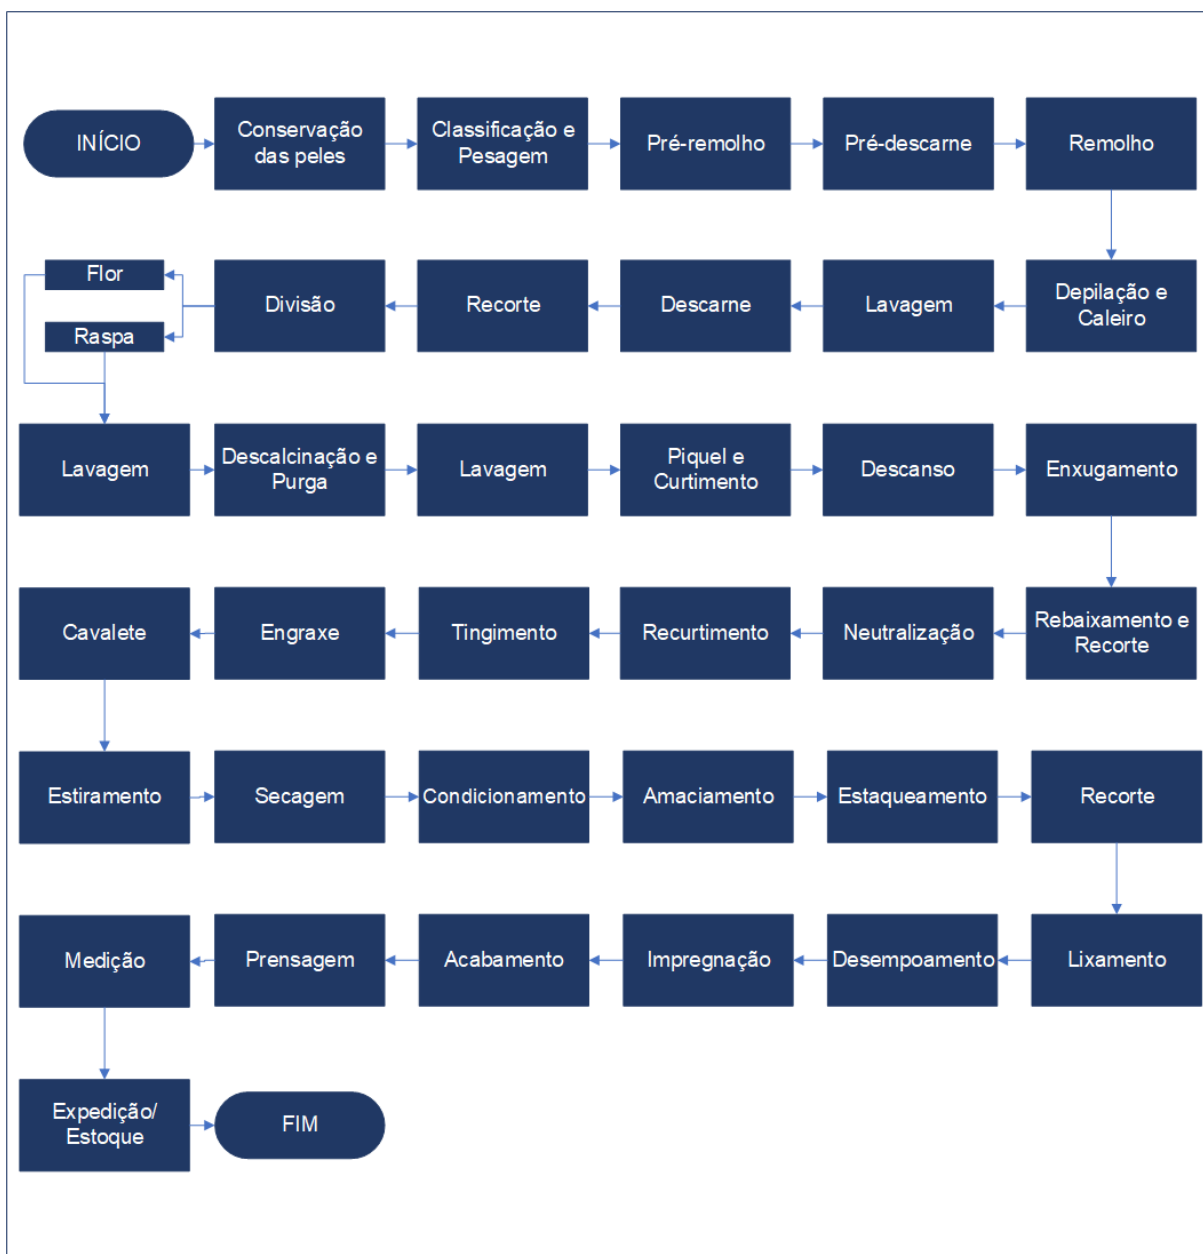 INÍCIO
Conservação
das peles
Classificação e
Pesagem
Pré-remolho
Pré-descarne
Remolho
Depilação e
Caleiro
Lavagem
Descarne
Recorte
Divisão
Flor
Raspa
Lavagem
Descalcinação e
Purga
Lavagem
Piquel e
Curtimento
Descanso
Enxugamento
Rebaixamento e
Recorte
Neutralização
Recurtimento
Tingimento
Engraxe
Cavalete
Estiramento
Secagem
Condicionamento
Amaciamento
Estaqueamento
Recorte
Lixamento
Desempoamento
Impregnação
Acabamento
Prensagem
Medição
Expedição/
Estoque
FIM